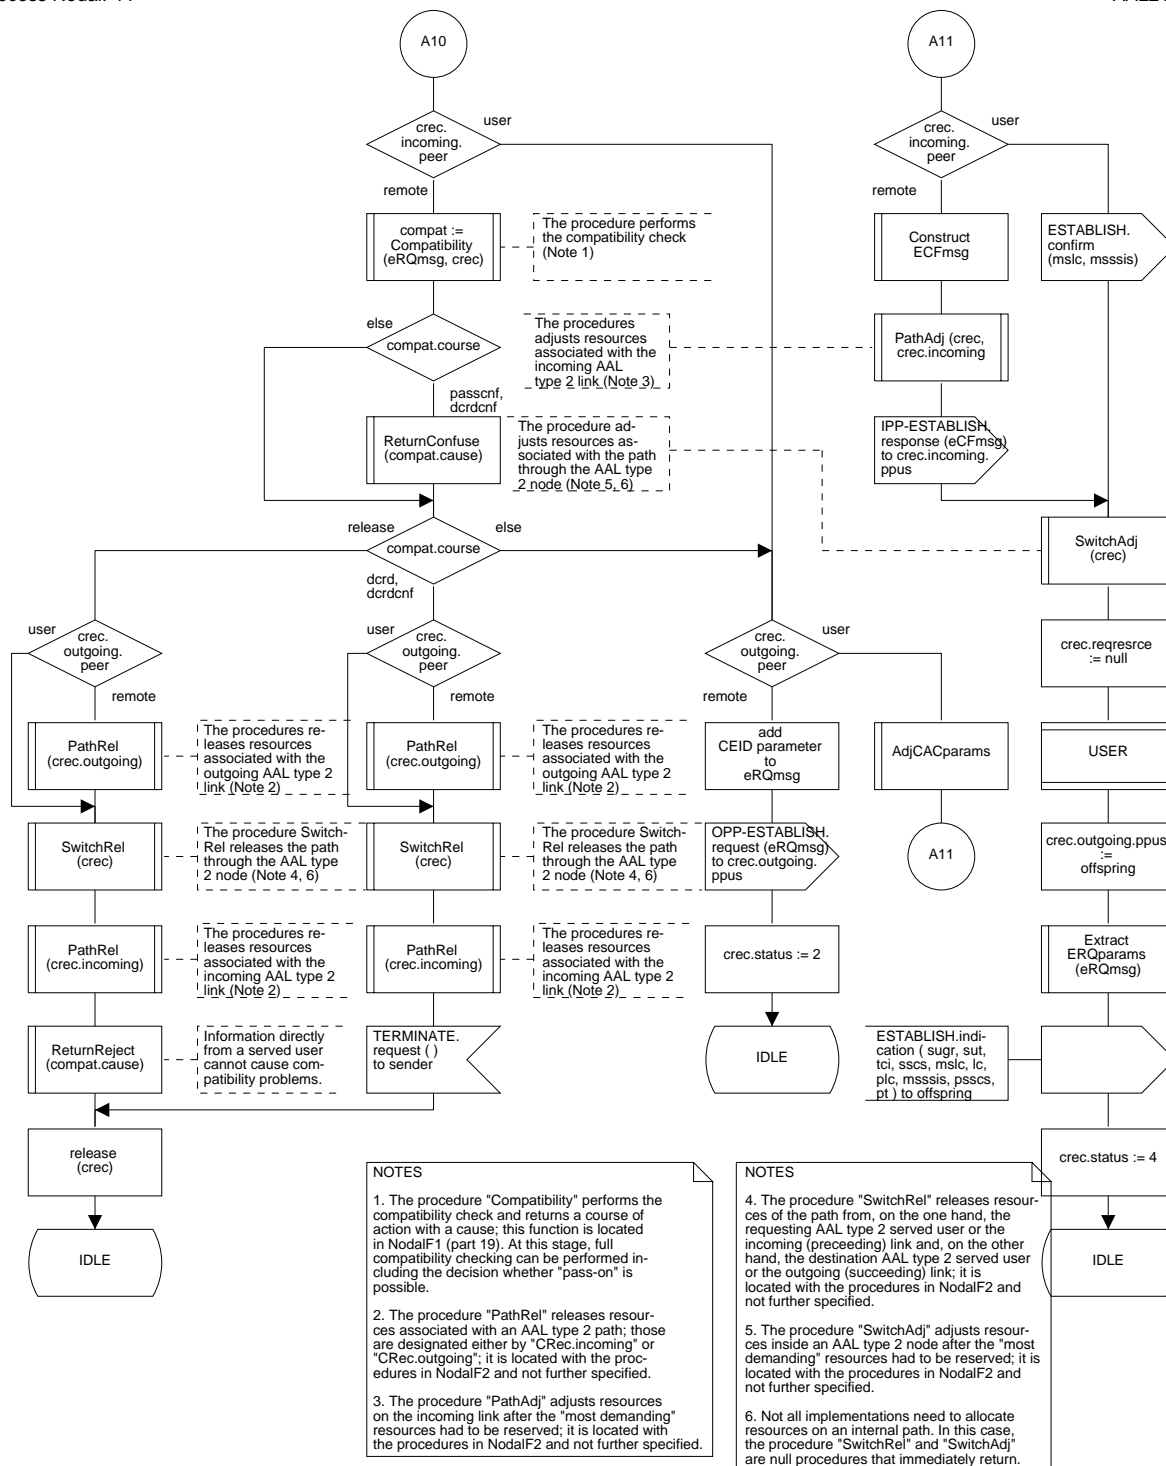 A10
A11
crec.
incoming.
peer
user
remote
crec.
incoming.
peer
user
remote
compat :=
Compatibility
(eRQmsg, crec)
The procedure performs
the compatibility check
(Note 1)
Construct
ECFmsg
ESTABLISH.
confirm
(mslc, msssis)
else
compat.course
passcnf,
dcrdcnf
The procedures
adjusts resources
associated with the
incoming AAL
type 2 link (Note 3)
PathAdj (crec,
crec.incoming
ReturnConfuse
(compat.cause)
The procedure ad-
justs resources as-
sociated with the path
through the AAL type
2 node (Note 5, 6)
IPP-ESTABLISH.
response (eCFmsg)
to crec.incoming.
ppus
release
compat.course
else
dcrd,
dcrdcnf
SwitchAdj
(crec)
user
crec.
outgoing.
peer
remote
user
crec.
outgoing.
peer
remote
crec.
outgoing.
peer
user
remote
crec.reqresrce
:= null
PathRel
(crec.outgoing)
The procedures re-
leases resources
associated with the
outgoing AAL type 2
link (Note 2)
PathRel
(crec.outgoing)
The procedures re-
leases resources
associated with the
outgoing AAL type 2
link (Note 2)
add
CEID parameter
to
eRQmsg
AdjCACparams
USER
SwitchRel
(crec)
The procedure Switch-
Rel releases the path
through the AAL type
2 node (Note 4, 6)
SwitchRel
(crec)
The procedure Switch-
Rel releases the path
through the AAL type
2 node (Note 4, 6)
OPP-ESTABLISH.
request (eRQmsg)
to crec.outgoing.
ppus
A11
crec.outgoing.ppus
:=
offspring
PathRel
(crec.incoming)
The procedures re-
leases resources
associated with the
incoming AAL type 2
link (Note 2)
PathRel
(crec.incoming)
The procedures re-
leases resources
associated with the
incoming AAL type 2
link (Note 2)
crec.status := 2
Extract
ERQparams
(eRQmsg)
ReturnReject
(compat.cause)
Information directly
from a served user
cannot cause com-
patibility problems.
TERMINATE.
request ( )
to sender
IDLE
ESTABLISH.indi-
cation ( sugr, sut,
tci, sscs, mslc, lc,
plc, msssis, psscs,
pt ) to offspring
release
(crec)
crec.status := 4
IDLE
IDLE
NOTES
1. The procedure "Compatibility" performs the
compatibility check and returns a course of
action with a cause; this function is located
in NodalF1 (part 19). At this stage, full
compatibility checking can be performed in-
cluding the decision whether "pass-on" is
possible.
2. The procedure "PathRel" releases resour-
ces associated with an AAL type 2 path; those
are designated either by "CRec.incoming" or
"CRec.outgoing"; it is located with the proc-
edures in NodalF2 and not further specified.
3. The procedure "PathAdj" adjusts resources
on the incoming link after the "most demanding"
resources had to be reserved; it is located with
the procedures in NodalF2 and not further specified.
NOTES
4. The procedure "SwitchRel" releases resour-
ces of the path from, on the one hand, the
requesting AAL type 2 served user or the
incoming (preceeding) link and, on the other
hand, the destination AAL type 2 served user
or the outgoing (succeeding) link; it is
located with the procedures in NodalF2 and
not further specified.
5. The procedure "SwitchAdj" adjusts resour-
ces inside an AAL type 2 node after the "most
demanding" resources had to be reserved; it is
located with the procedures in NodalF2 and
not further specified.
6. Not all implementations need to allocate
resources on an internal path. In this case,
the procedure "SwitchRel" and "SwitchAdj"
are null procedures that immediately return.